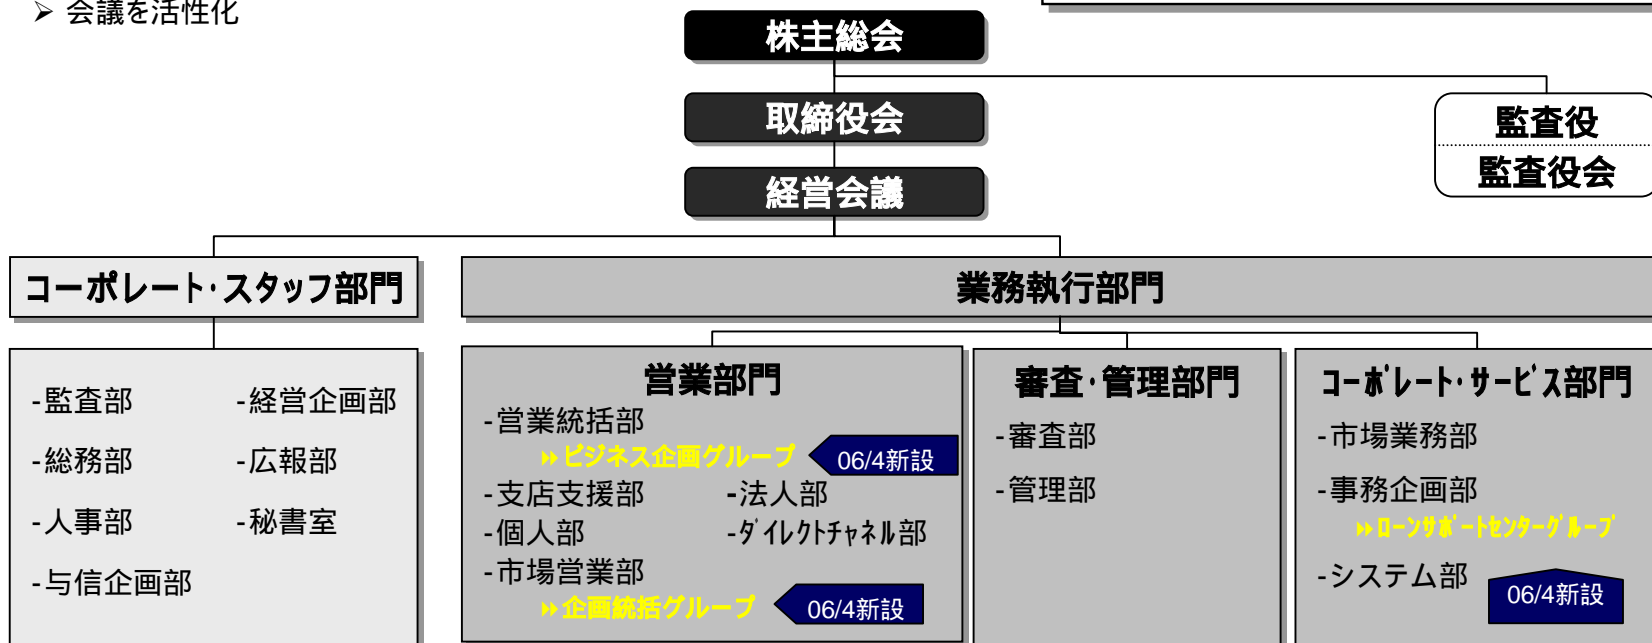 ➢ 会議を活性化
株主総会
取締役会
監査役
監査役会
経営会議
コーポレート・スタッフ部門
業務執行部門
-監査部
-経営企画部
-総務部
-広報部
-人事部
-秘書室
-与信企画部
営業部門
-営業統括部
ビジネス企画グループ
06/4新設
-支店支援部
-法人部
-個人部
-ﾀﾞｲﾚｸﾄﾁｬﾈﾙ部
-市場営業部
企画統括グループ
06/4新設
審査・管理部門
-審査部
-管理部
ｺｰﾎﾟﾚｰﾄ・ｻｰﾋﾞｽ部門
-市場業務部
-事務企画部
ﾛｰﾝｻﾎﾟｰﾄｾﾝﾀｰｸﾞﾙｰﾌﾟ
-システム部
06/4新設